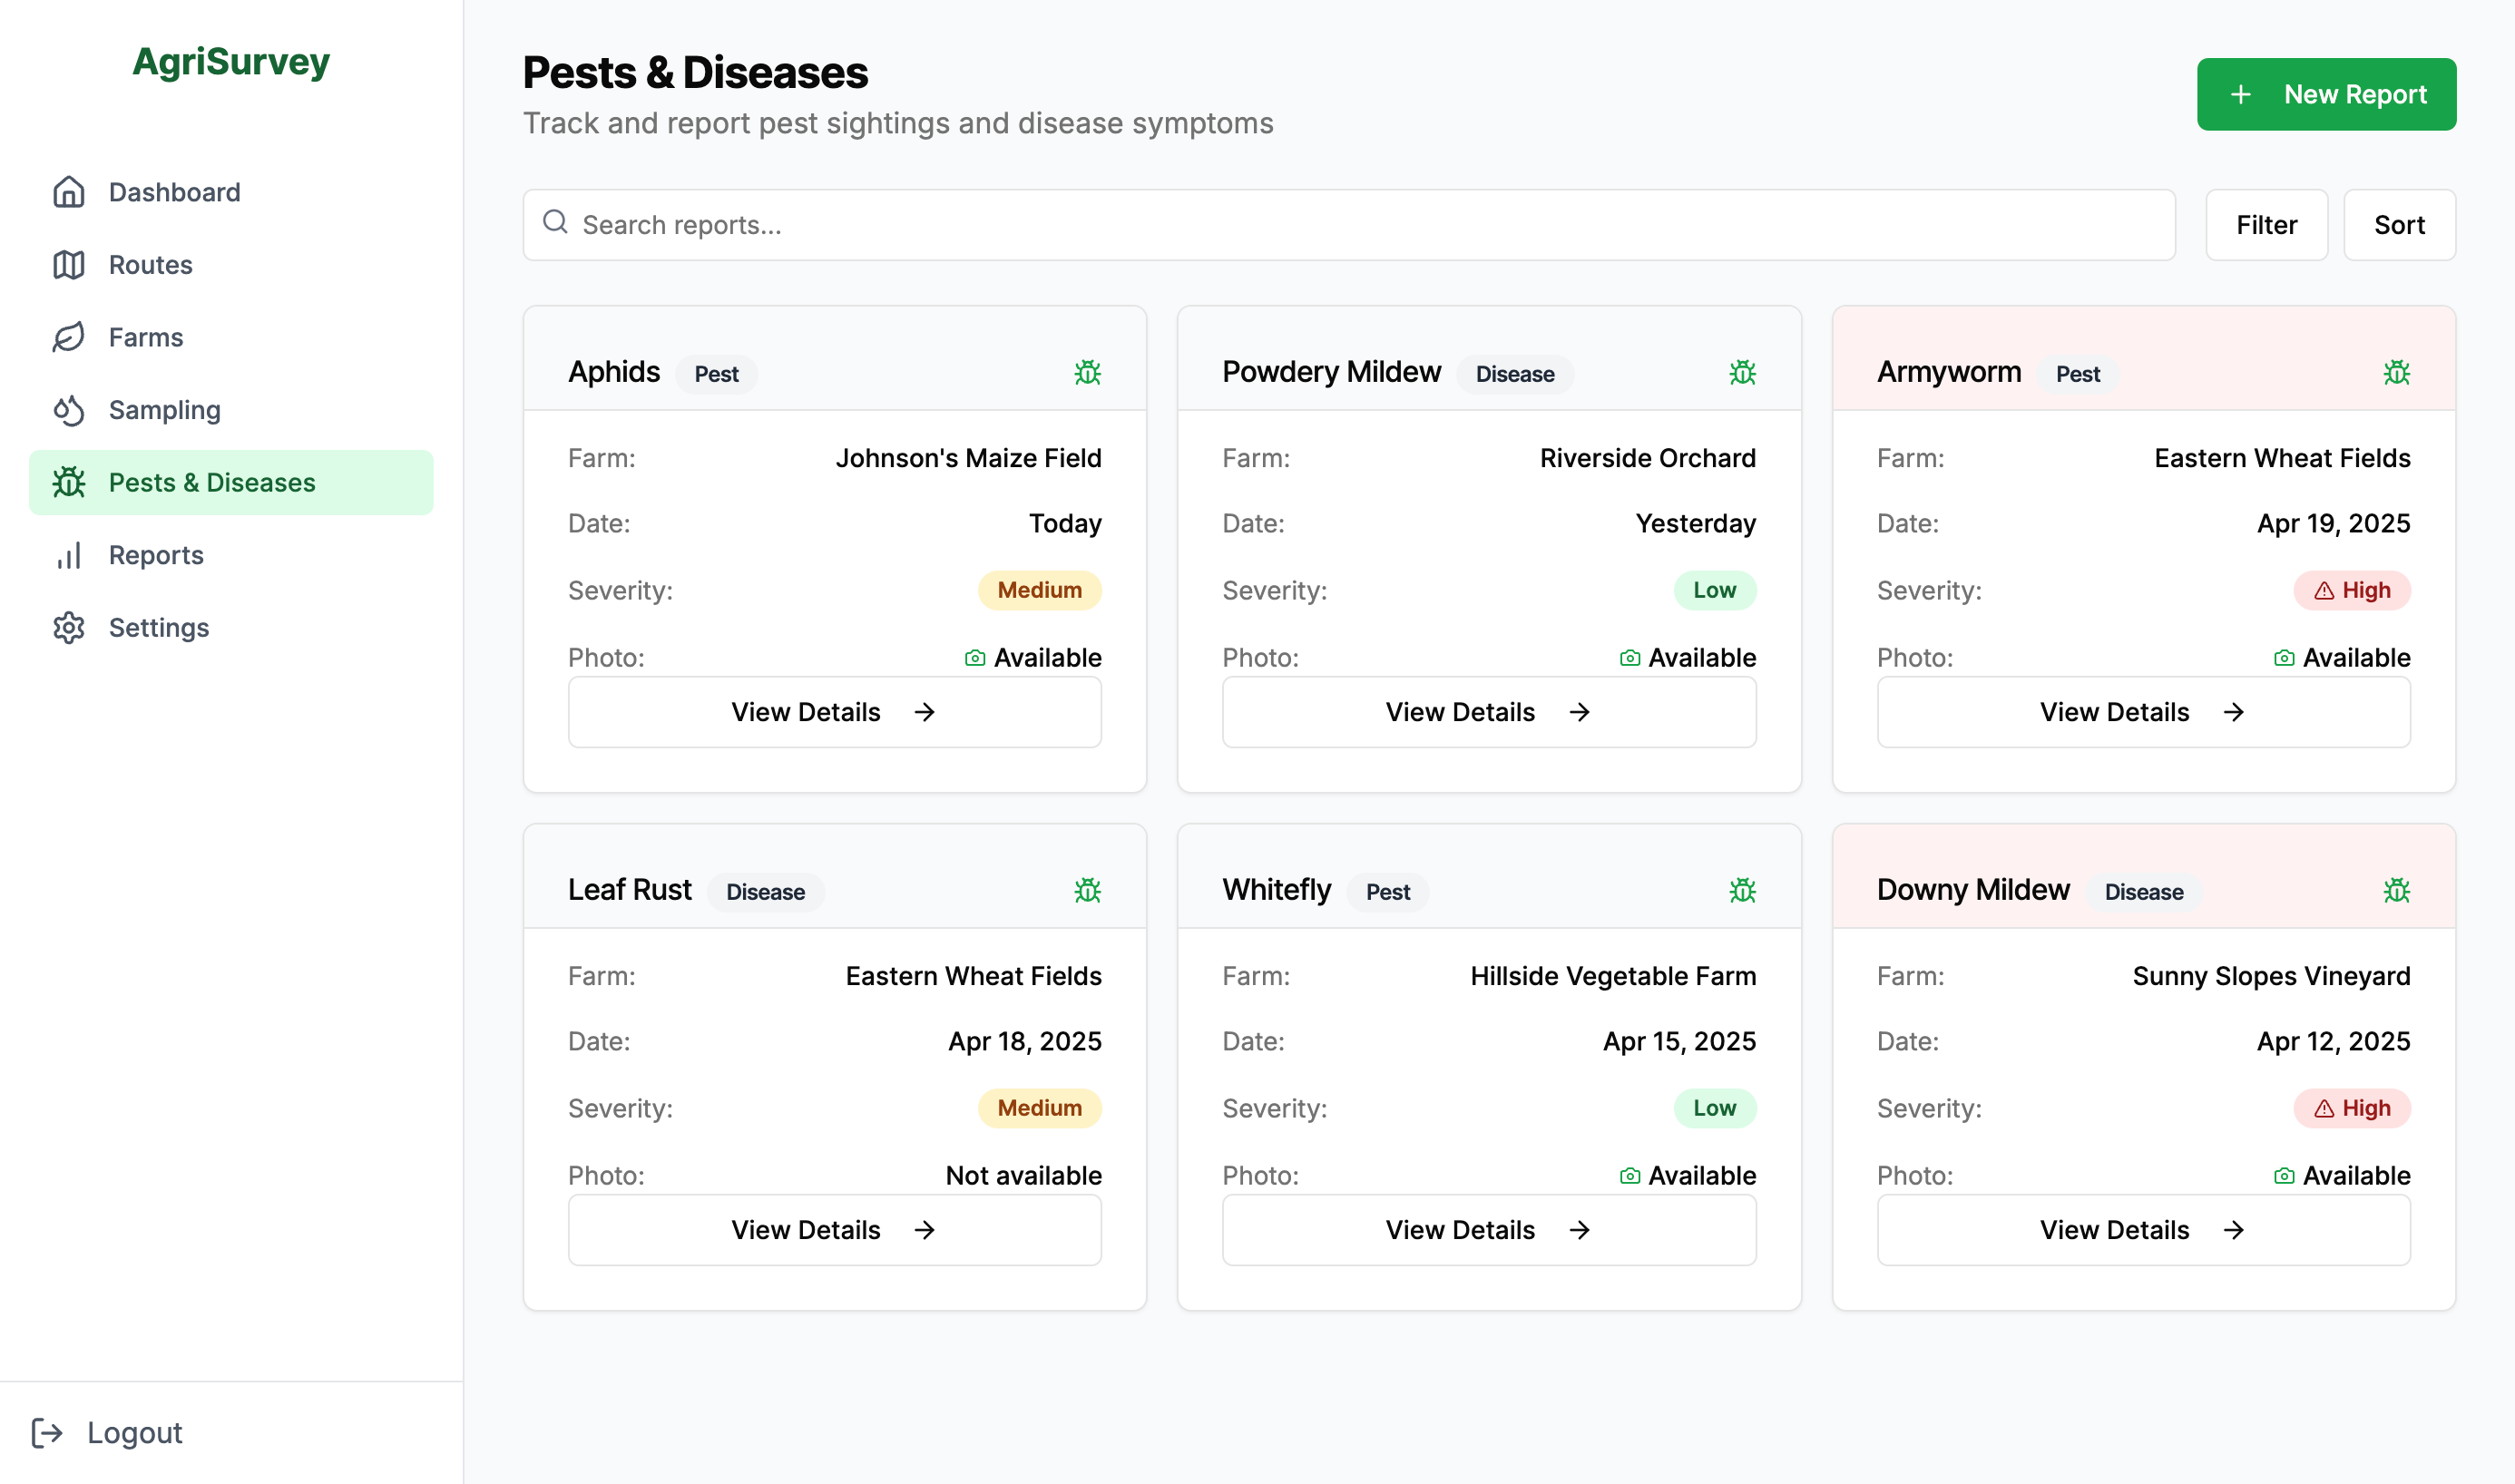 AgriSurvey
Dashboard
Routes
Farms
Sampling
Pests & Diseases
Reports
Settings
Logout
Pests & Diseases
Track and report pest sightings and disease symptoms
New Report
Search reports...
Filter
Sort
Aphids Pest
Farm: Johnson's Maize Field
Date: Today
Severity: Medium
Photo: Available
View Details
Powdery Mildew Disease
Farm: Riverside Orchard
Date: Yesterday
Severity: Low
Photo: Available
View Details
Armyworm Pest
Farm: Eastern Wheat Fields
Date: Apr 19, 2025
Severity: High
Photo: Available
View Details
Leaf Rust Disease
Farm: Eastern Wheat Fields
Date: Apr 18, 2025
Severity: Medium
Photo: Not available
View Details
Whitefly Pest
Farm: Hillside Vegetable Farm
Date: Apr 15, 2025
Severity: Low
Photo: Available
View Details
Downy Mildew Disease
Farm: Sunny Slopes Vineyard
Date: Apr 12, 2025
Severity: High
Photo: Available
View Details